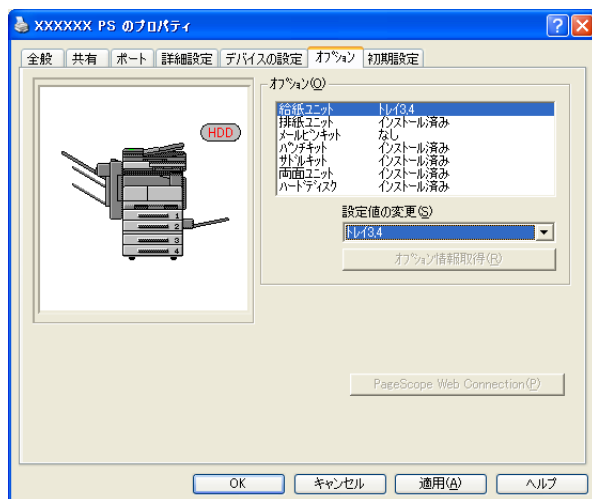 XXXXXX PS のプロパティ
全般 共有 ポート 詳細設定 デバイスの設定 オプション 初期設定
オプション(O)
HDD
給紙ユニット トレイ3,4
排紙ユニット インストール済み
メールビンキット なし
パンチキット インストール済み
サドルキット インストール済み
両面ユニット インストール済み
ハードディスク インストール済み
1
2
3
4
設定値の変更(S)
トレイ3,4
オプション情報取得(R)
PageScope Web Connection(P)
OK キャンセル 適用(A) ヘルプ